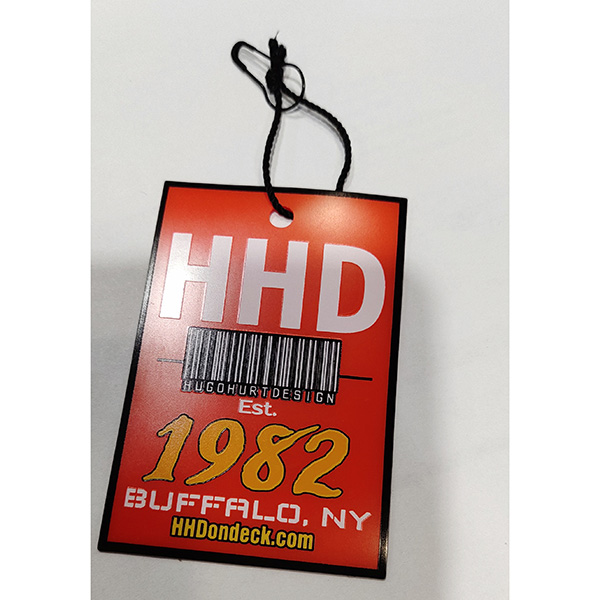 HHD
HUGOHURTDESIGN
Est.
1982
BUFFALO, NY
HHDondeck.com